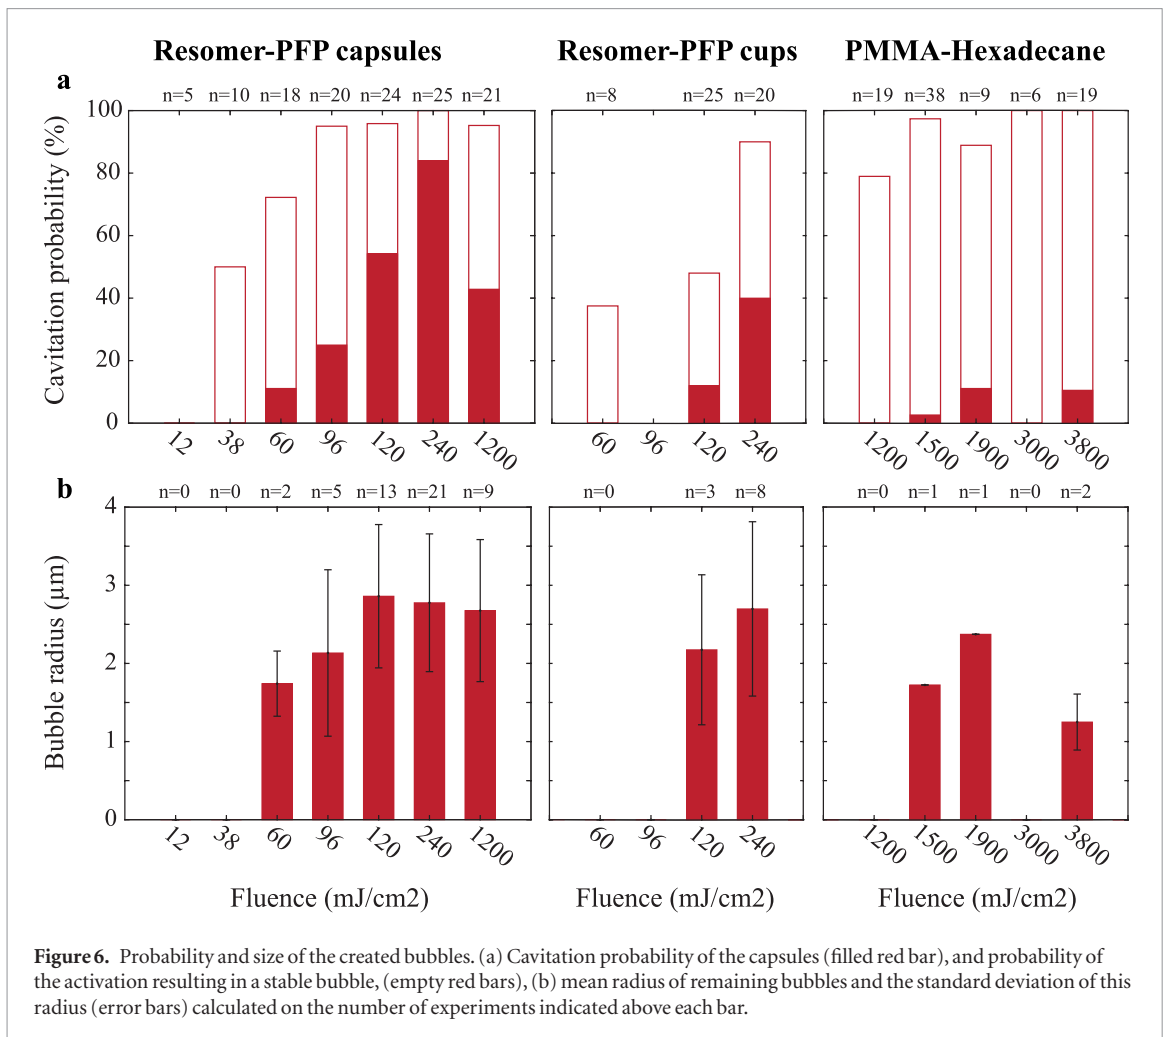 Resomer-PFP capsules Resomer-PFP cups PMMA-Hexadecane
a
n=5 n=10 n=18 n=20 n=24 n=25 n=21 n=8 n=25 n=20 n=19 n=38 n=9 n=6 n=19
Cavitation probability (%)
100
80
60
40
20
0
12 38 60 96 120 240 1200 60 96 120 240 1200 1500 1900 3000 3800
b
n=0 n=0 n=2 n=5 n=13 n=21 n=9 n=0 n=3 n=8 n=0 n=1 n=1 n=0 n=2
Bubble radius (μm)
4
3
2
1
0
12 38 60 96 120 240 1200 60 96 120 240 1200 1500 1900 3000 3800
Fluence (mJ/cm2) Fluence (mJ/cm2) Fluence (mJ/cm2)
Figure 6. Probability and size of the created bubbles. (a) Cavitation probability of the capsules (filled red bar), and probability of
the activation resulting in a stable bubble, (empty red bars), (b) mean radius of remaining bubbles and the standard deviation of this
radius (error bars) calculated on the number of experiments indicated above each bar.